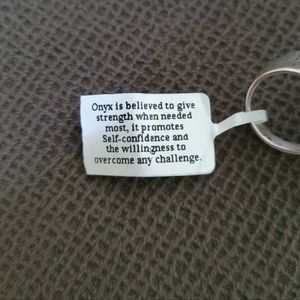 Onyx is believed to give
strength when needed
most, it promotes
Self-confidence and
the willingness to
overcome any challenge.